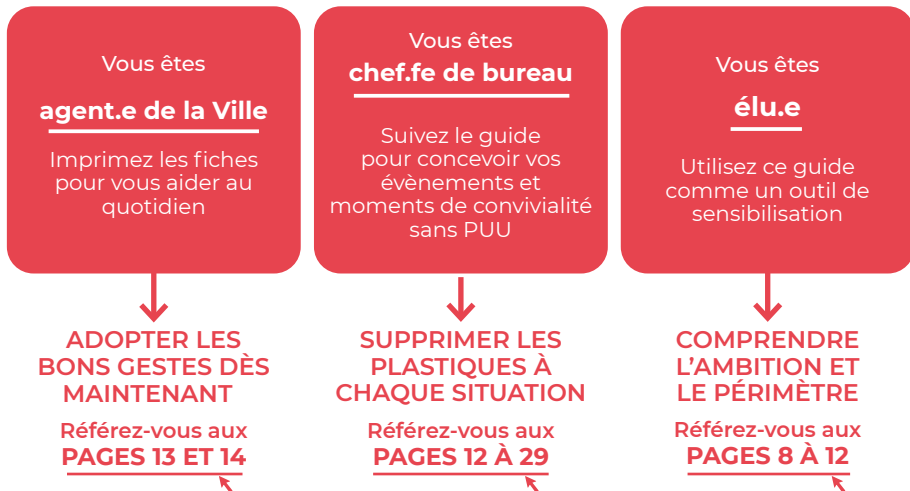 Vous êtes
agent.e de la Ville
Imprimez les fiches
pour vous aider au
quotidien
ADOPTER LES
BONS GESTES DÈS
MAINTENANT
Référez-vous aux
PAGES 13 ET 14
Vous êtes
chef.fe de bureau
Suivez le guide
pour concevoir vos
évènements et
moments de convivialité
sans PUU
SUPPRIMER LES
PLASTIQUES À
CHAQUE SITUATION
Référez-vous aux
PAGES 12 À 29
Vous êtes
élu.e
Utilisez ce guide
comme un outil de
sensibilisation
COMPRENDRE
L'AMBITION ET
LE PÉRIMÈTRE
Référez-vous aux
PAGES 8 À 12